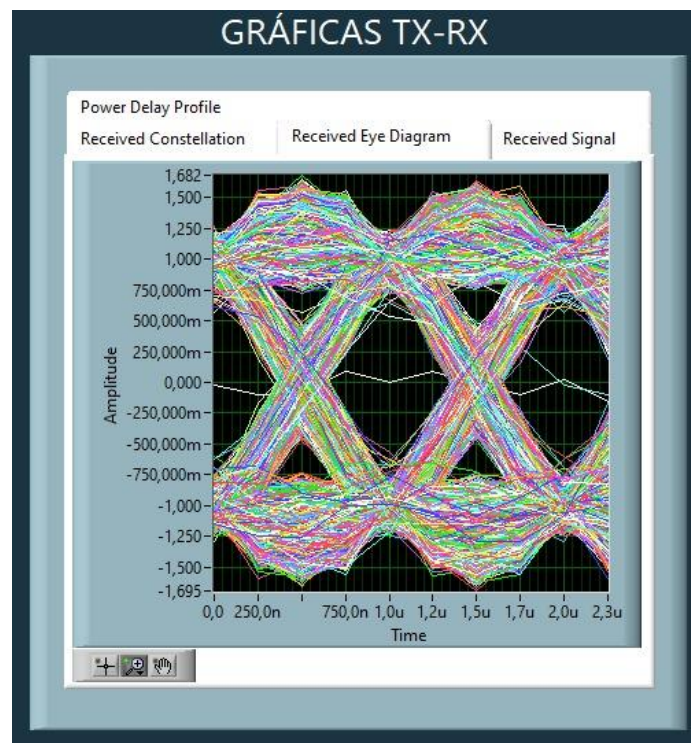 GRÁFICAS TX-RX
Power Delay Profile
Received Constellation Received Eye Diagram Received Signal
1,682
1,500
1,250
1,000
750,000m
500,000m
250,000m
0,000
-250,000m
-500,000m
-750,000m
-1,000
-1,250
-1,500
-1,695
Amplitude
0,0 250,0n 750,0n 1,0u 1,2u 1,5u 1,7u 2,0u 2,3u
Time